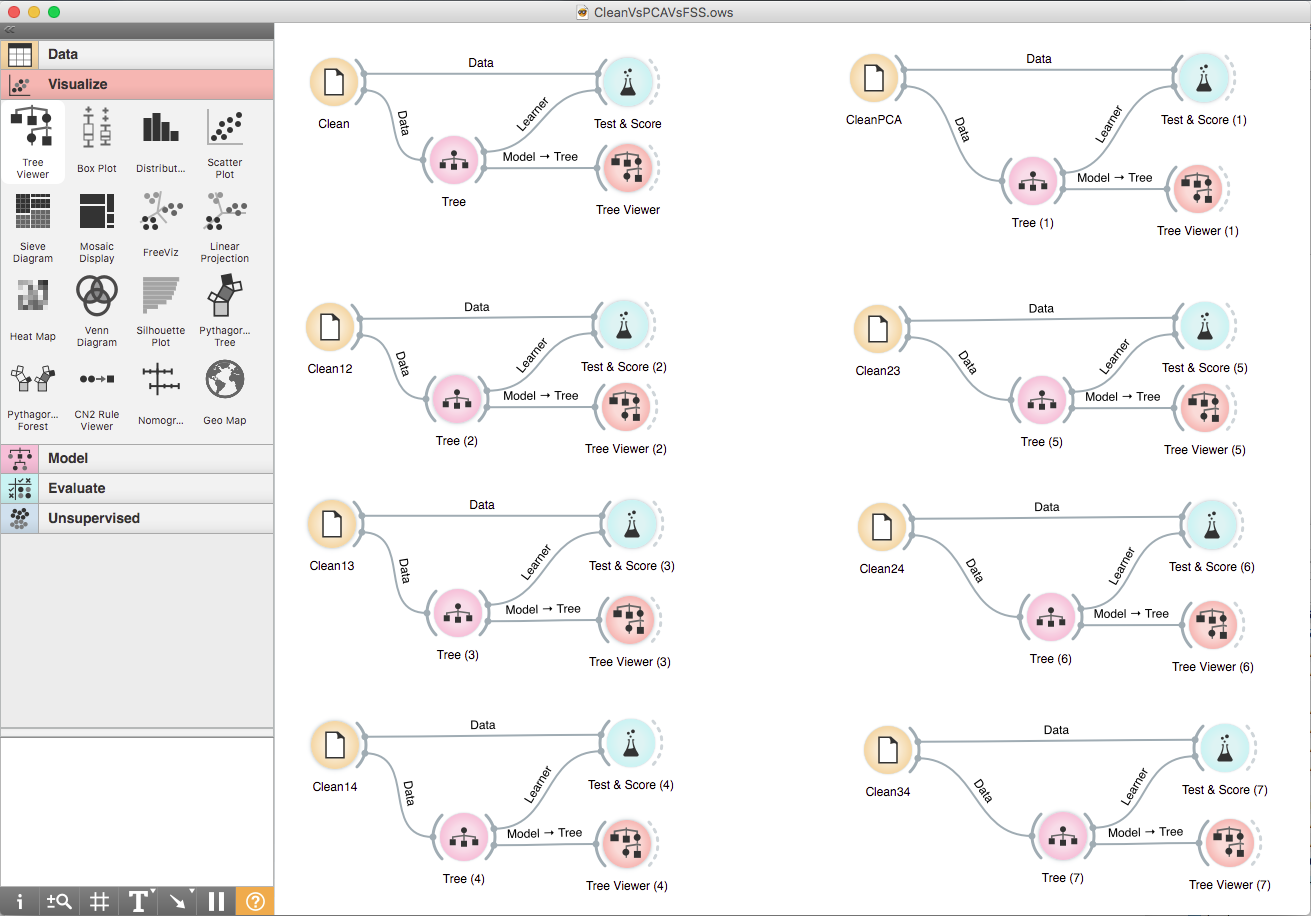 CleanVsPCAVsFSS.ows
Data
Visualize
Tree
Viewer
Box Plot
Distribut...
Scatter
Plot
Sieve
Diagram
Mosaic
Display
FreeViz
Linear
Projection
Heat Map
Venn
Diagram
Silhouette
Plot
Pythagor...
Tree
Pythagor...
Forest
CN2 Rule
Viewer
Nomogr...
Geo Map
Model
Evaluate
Unsupervised
Data
Clean
Data
Learner
Test & Score
Model → Tree
Tree
Tree Viewer
Data
CleanPCA
Data
Learner
Test & Score (1)
Model → Tree
Tree (1)
Tree Viewer (1)
Data
Clean12
Data
Learner
Test & Score (2)
Model → Tree
Tree (2)
Tree Viewer (2)
Data
Clean23
Data
Learner
Test & Score (5)
Model → Tree
Tree (5)
Tree Viewer (5)
Data
Clean13
Data
Learner
Test & Score (3)
Model → Tree
Tree (3)
Tree Viewer (3)
Data
Clean24
Data
Learner
Test & Score (6)
Model → Tree
Tree (6)
Tree Viewer (6)
Data
Clean14
Data
Learner
Test & Score (4)
Model → Tree
Tree (4)
Tree Viewer (4)
Data
Clean34
Data
Learner
Test & Score (7)
Model → Tree
Tree (7)
Tree Viewer (7)